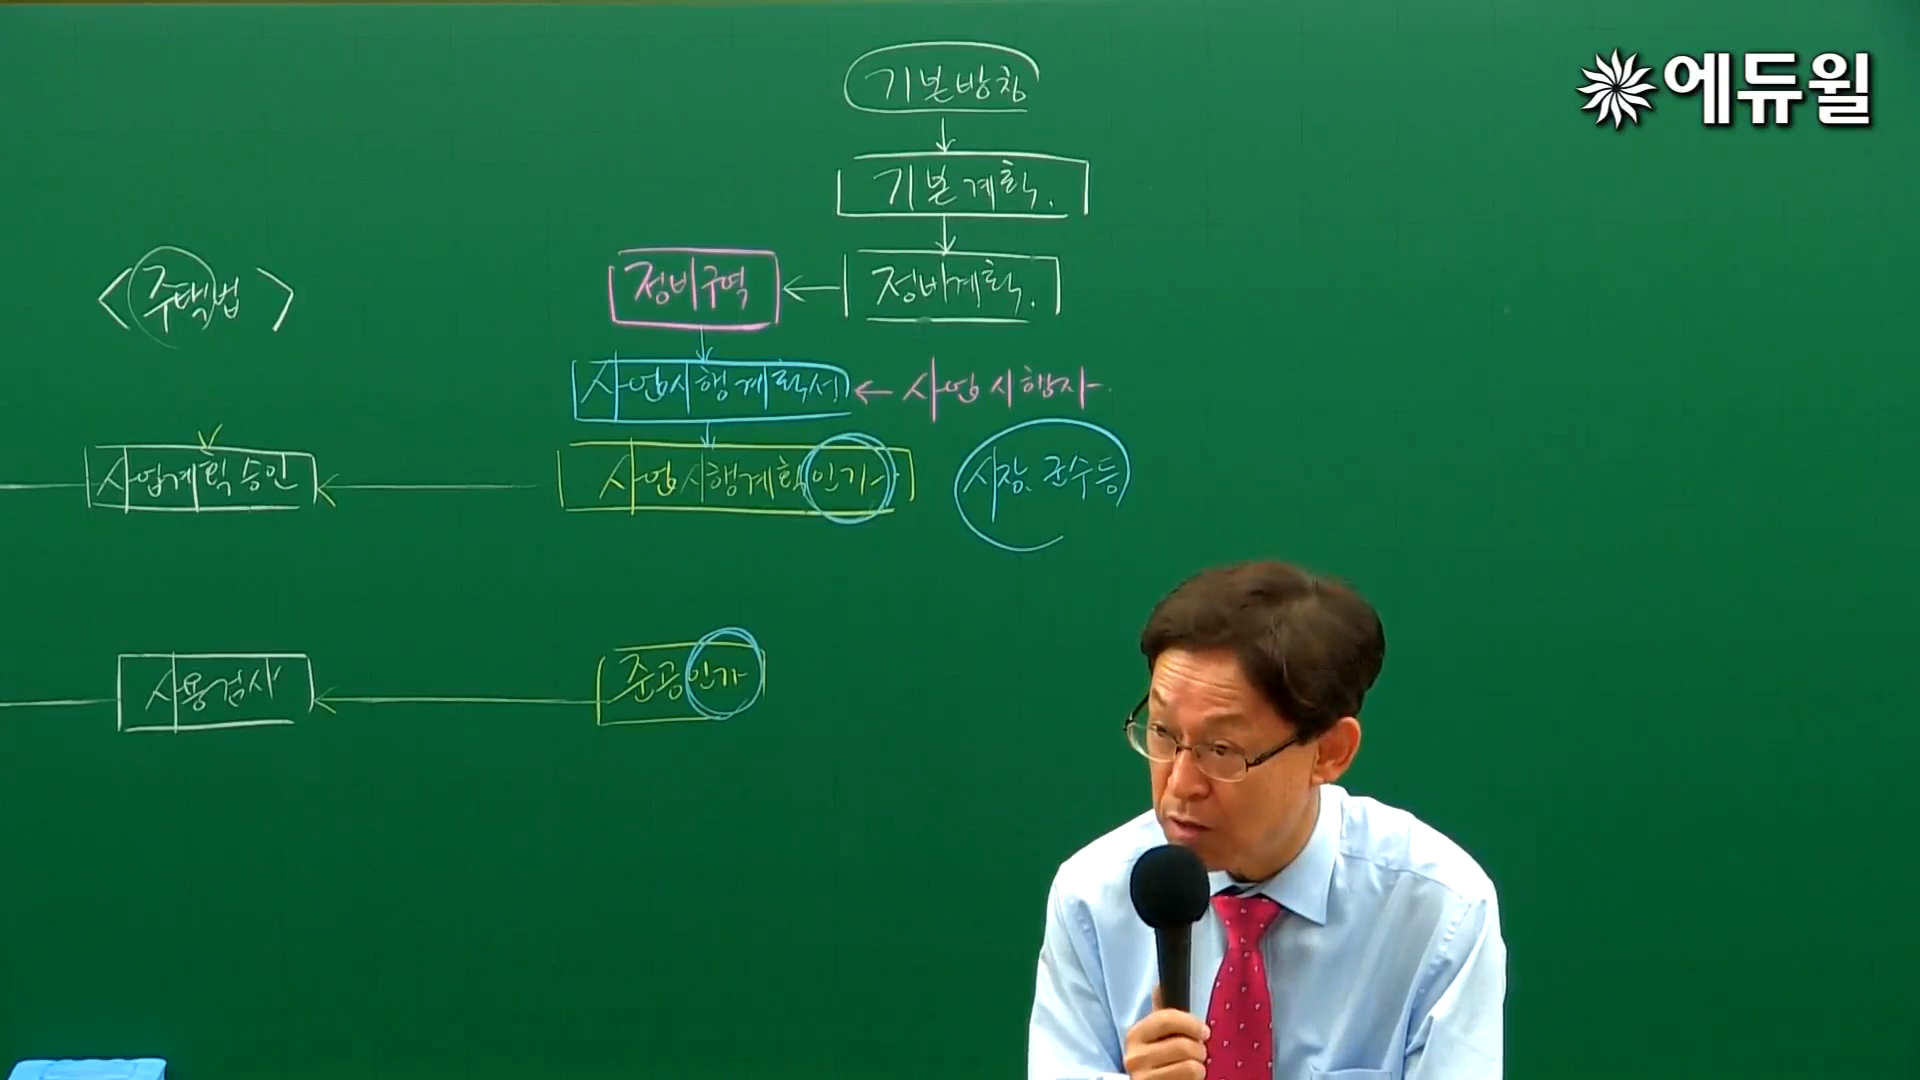 에듀윌
기본방침
기본계획.
정비구역 ← 정비계획.
<주택법>
사업시행계획서 ← 사업시행자
사업계획승인
사업시행계획인가
시장, 군수등
사용검사
준공인가